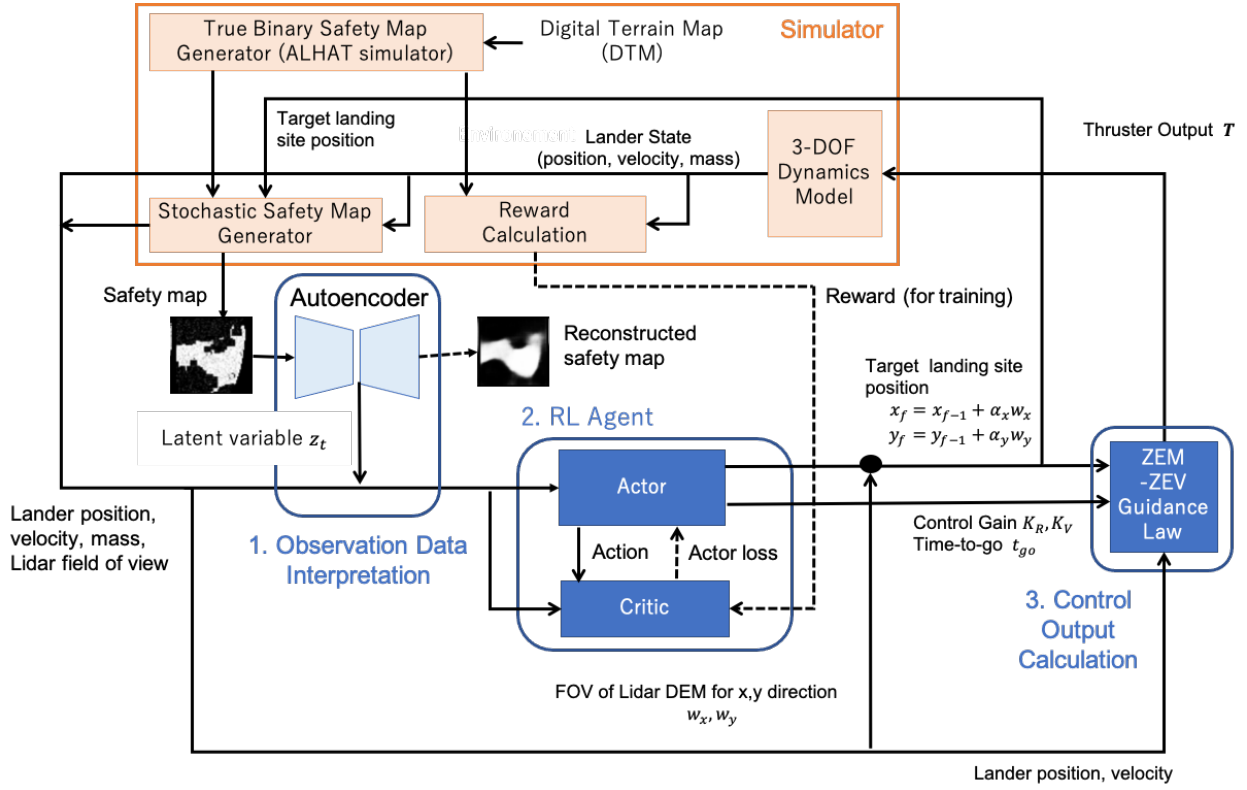 True Binary Safety Map
Generator (ALHAT simulator)
Digital Terrain Map
(DTM)
Simulator
Target landing
site position
Environment
Lander State
(position, velocity, mass)
3-DOF
Dynamics
Model
Thruster Output T
Stochastic Safety Map
Generator
Reward
Calculation
Safety map
Autoencoder
Reconstructed
safety map
Reward (for training)
Target landing site
position
x_f = x_{f-1} + α_x w_x
y_f = y_{f-1} + α_y w_y
Latent variable z_t
2. RL Agent
Actor
ZEM
-ZEV
Guidance
Law
Lander position,
velocity, mass,
Lidar field of view
1. Observation Data
Interpretation
Action
Actor loss
Control Gain K_R, K_V
Time-to-go t_{go}
Critic
3. Control
Output
Calculation
FOV of Lidar DEM for x,y direction
w_x, w_y
Lander position, velocity